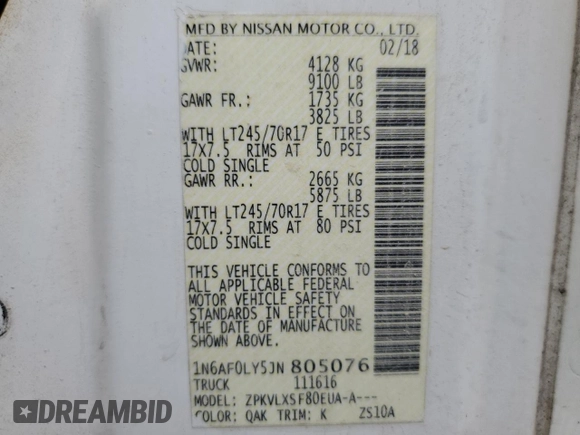 MFD BY NISSAN MOTOR CO., LTD.
DATE: 02/18
GVWR: 4128 KG
9100 LB
GAWR FR.: 1735 KG
3825 LB
WITH LT245/70R17 E TIRES
17X7.5 RIMS AT 50 PSI
COLD SINGLE
GAWR RR.: 2665 KG
5875 LB
WITH LT245/70R17 E TIRES
17X7.5 RIMS AT 80 PSI
COLD SINGLE
THIS VEHICLE CONFORMS TO
ALL APPLICABLE FEDERAL
MOTOR VEHICLE SAFETY
STANDARDS IN EFFECT ON
THE DATE OF MANUFACTURE
SHOWN ABOVE.
1N6AF0LY5JN805076
TRUCK 111616
MODEL: ZPKVLXSF80EUA-A---
COLOR: QAK TRIM: K ZS10A
AUTOHELPERBOT.COM